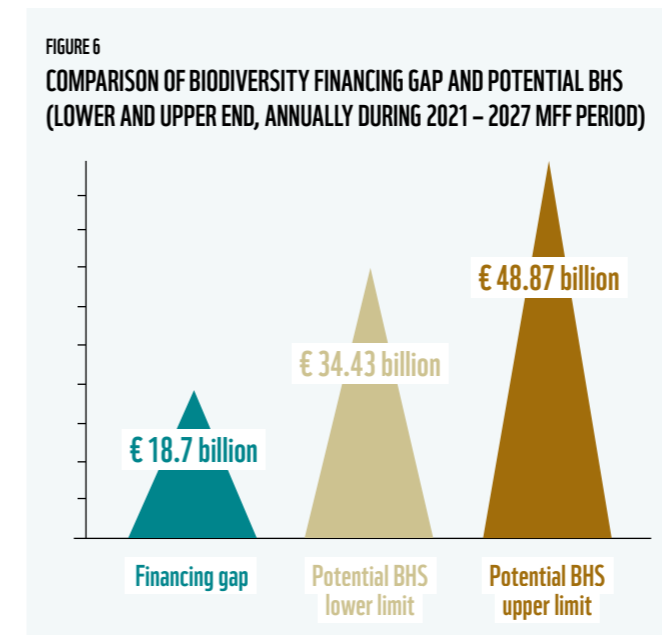 FIGURE 6
COMPARISON OF BIODIVERSITY FINANCING GAP AND POTENTIAL BHS
(LOWER AND UPPER END, ANNUALLY DURING 2021 – 2027 MFF PERIOD)
€ 48.87 billion
€ 34.43 billion
€ 18.7 billion
Financing gap
Potential BHS
lower limit
Potential BHS
upper limit